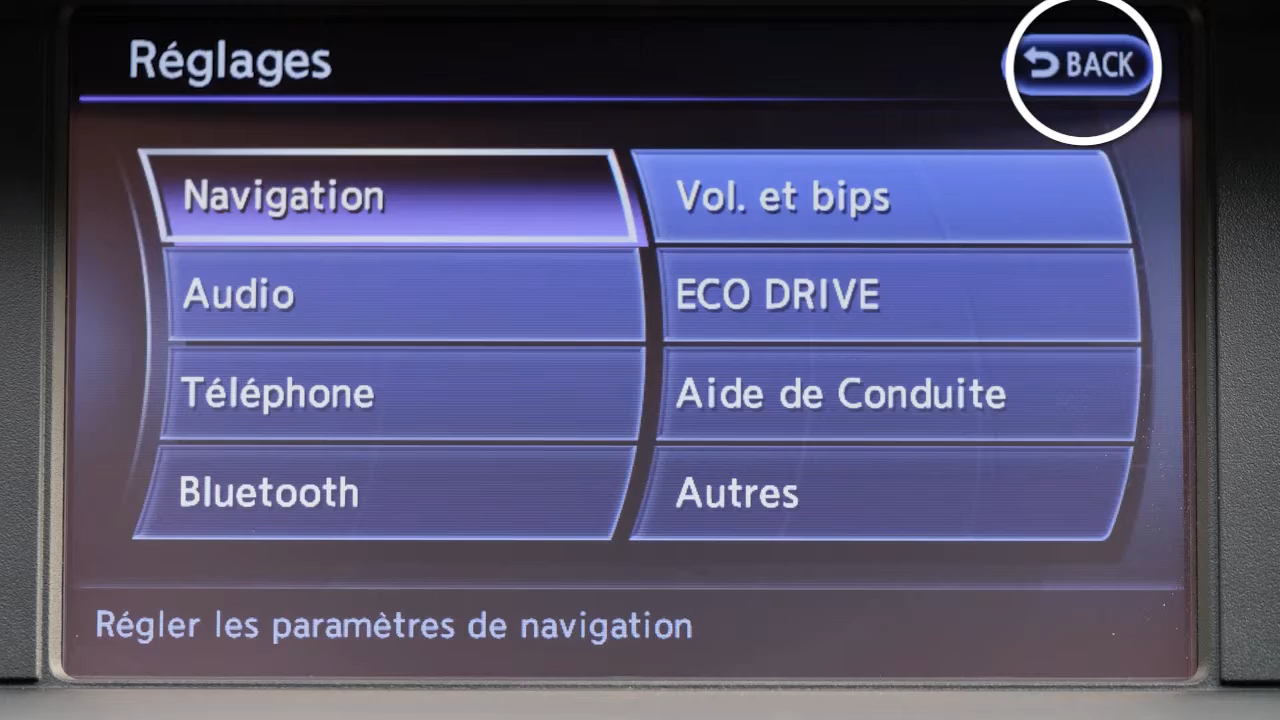 Réglages
BACK
Navigation
Vol. et bips
Audio
ECO DRIVE
Téléphone
Aide de Conduite
Bluetooth
Autres
Régler les paramètres de navigation